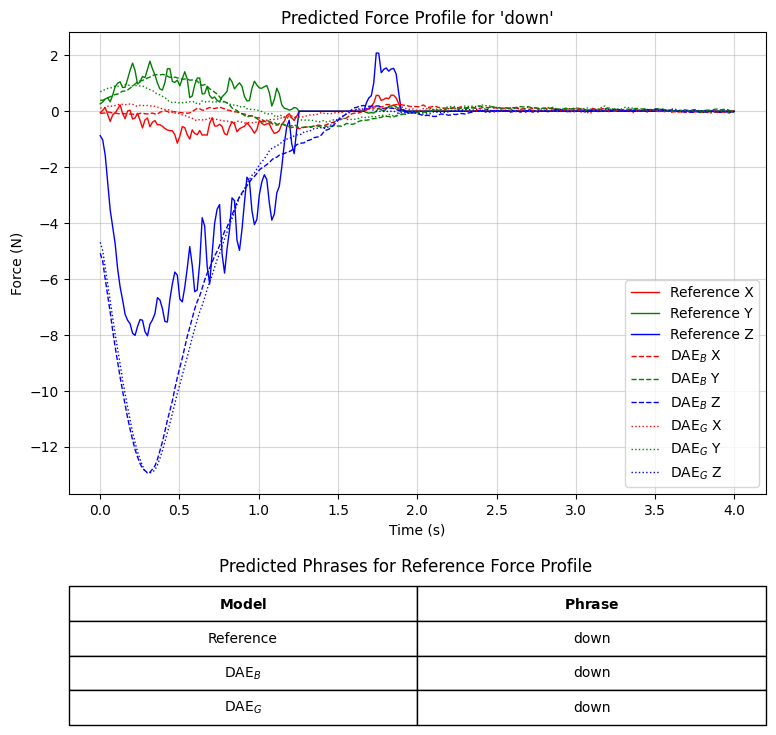 Predicted Force Profile for 'down'
Force (N)
2
0
−2
−4
−6
−8
−10
−12
0.0 0.5 1.0 1.5 2.0 2.5 3.0 3.5 4.0
Time (s)
Reference X
Reference Y
Reference Z
DAE_B X
DAE_B Y
DAE_B Z
DAE_G X
DAE_G Y
DAE_G Z
Predicted Phrases for Reference Force Profile
Model Phrase
Reference down
DAE_B down
DAE_G down